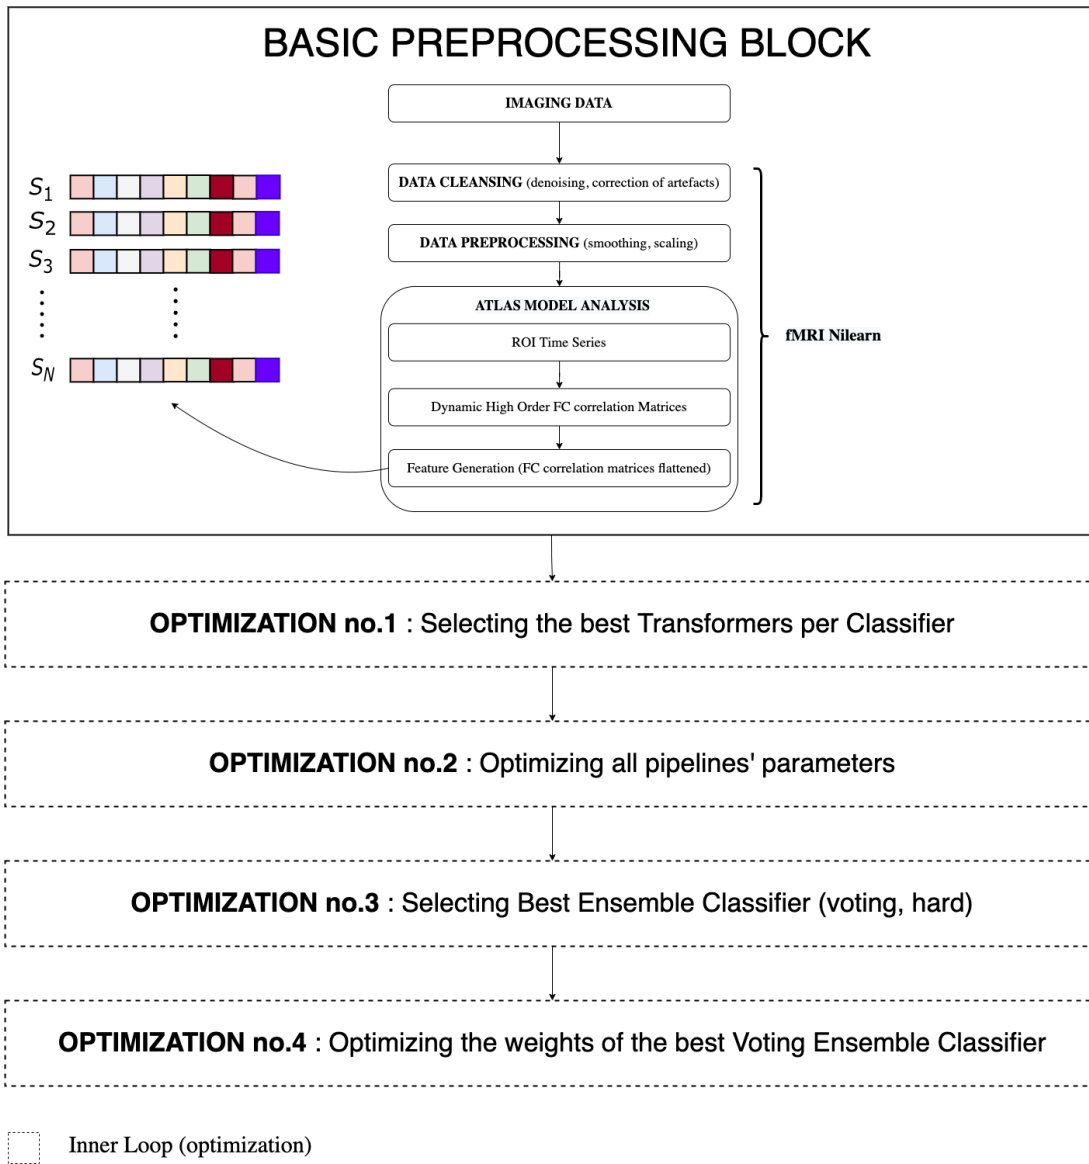 BASIC PREPROCESSING BLOCK
IMAGING DATA
DATA CLEANSING (denoising, correction of artefacts)
DATA PREPROCESSING (smoothing, scaling)
ATLAS MODEL ANALYSIS
ROI Time Series
Dynamic High Order FC correlation Matrices
Feature Generation (FC correlation matrices flattened)
fMRI Nilearn
S1
S2
S3
SN
OPTIMIZATION no.1 : Selecting the best Transformers per Classifier
OPTIMIZATION no.2 : Optimizing all pipelines' parameters
OPTIMIZATION no.3 : Selecting Best Ensemble Classifier (voting, hard)
OPTIMIZATION no.4 : Optimizing the weights of the best Voting Ensemble Classifier
Inner Loop (optimization)